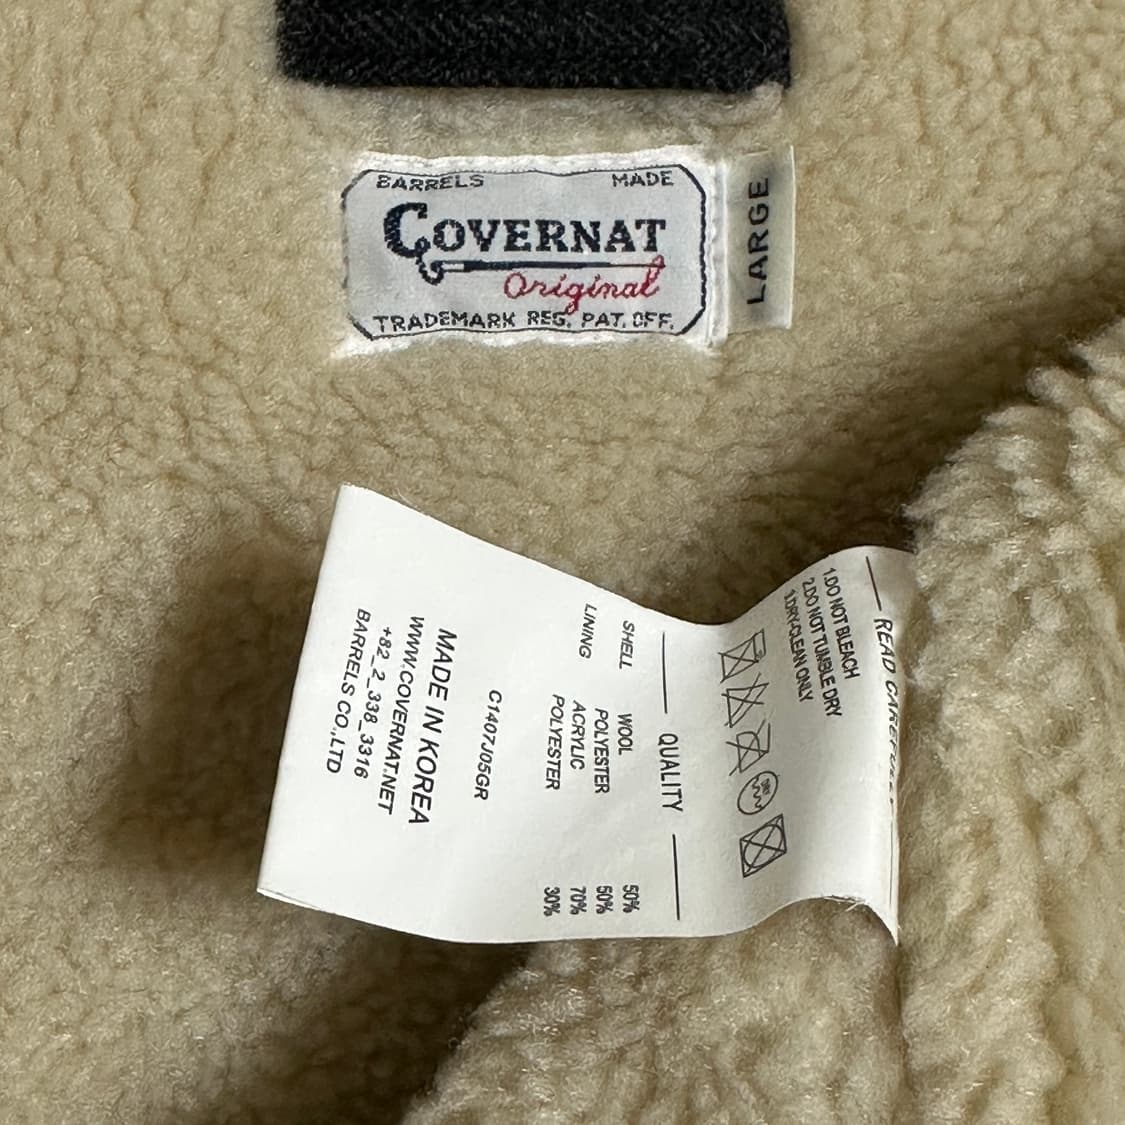 BARRELS MADE
COVERNAT
Original
TRADEMARK REG. PAT. OFF.
LARGE
READ
1.DO NOT BLEACH
2.DO NOT TUMBLE DRY
3.DRY-CLEAN ONLY
DRY
QUALITY
SHELL WOOL 50%
POLYESTER 50%
LINING ACRYLIC 70%
POLYESTER 30%
C1407J05GR
MADE IN KOREA
WWW.COVERNAT.NET
+82_2_338_3316
BARRELS CO.,LTD